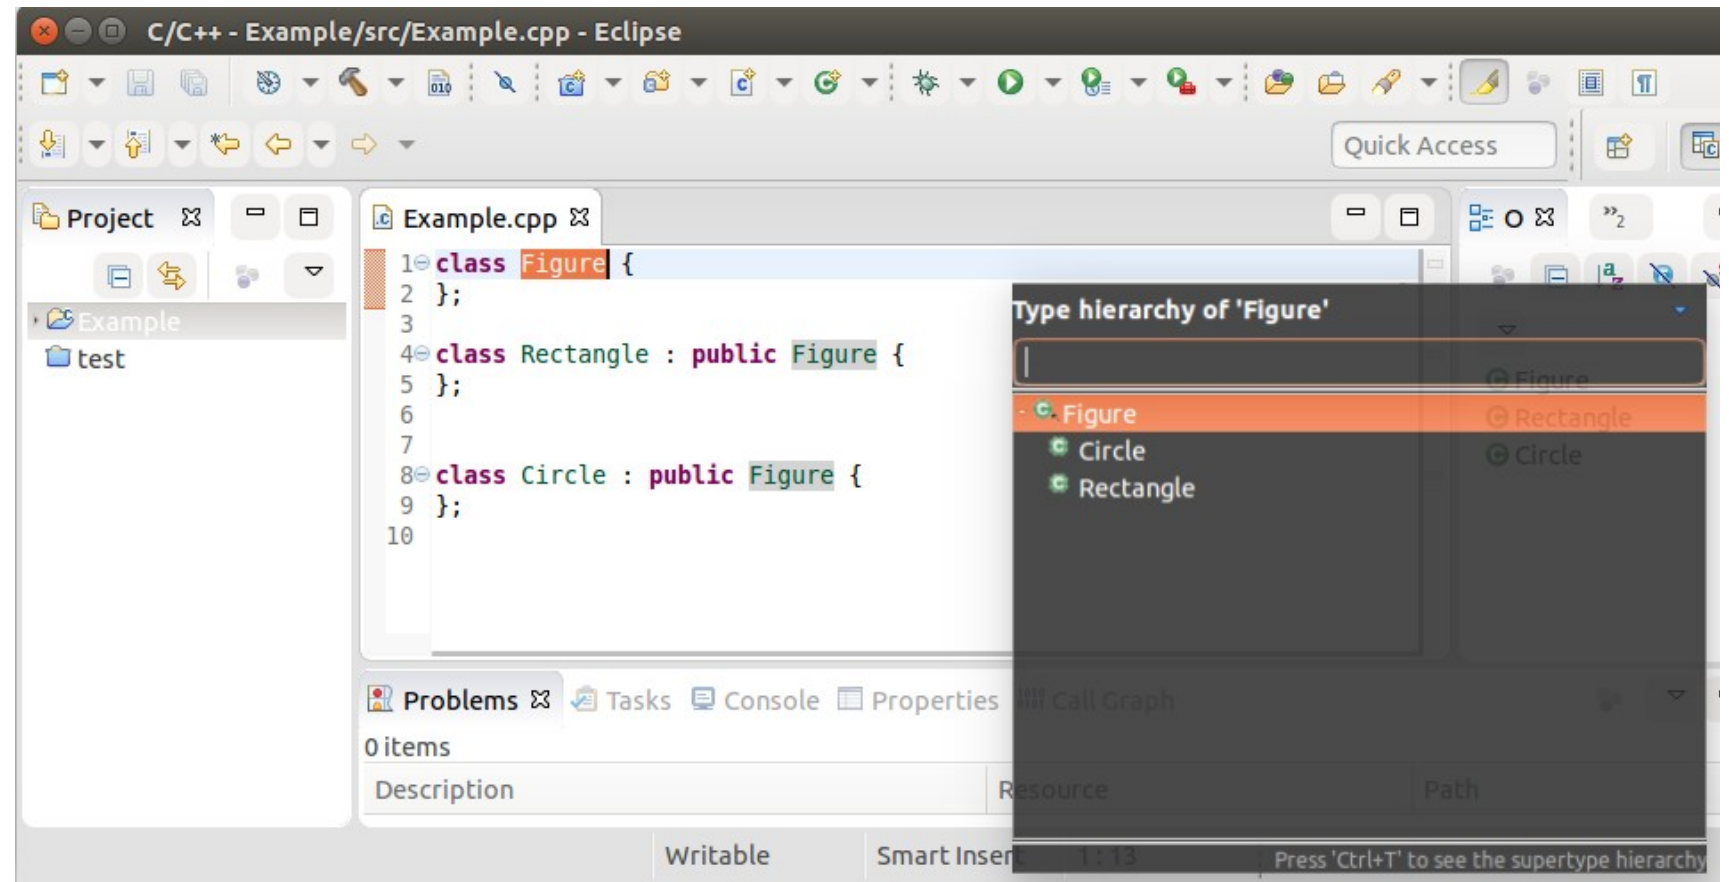 C/C++ - Example/src/Example.cpp - Eclipse
010
Quick Access
Project
Example.cpp
O
»2
Example
test
1 class Figure {
2 };
3
4 class Rectangle : public Figure {
5 };
6
7
8 class Circle : public Figure {
9 };
10
Type hierarchy of 'Figure'
Figure
Circle
Rectangle
Figure
Rectangle
Circle
Problems
Tasks
Console
Properties
Call Graph
0 items
Description
Resource
Path
Writable
Smart Insert
1 : 13
Press 'Ctrl+T' to see the supertype hierarchy